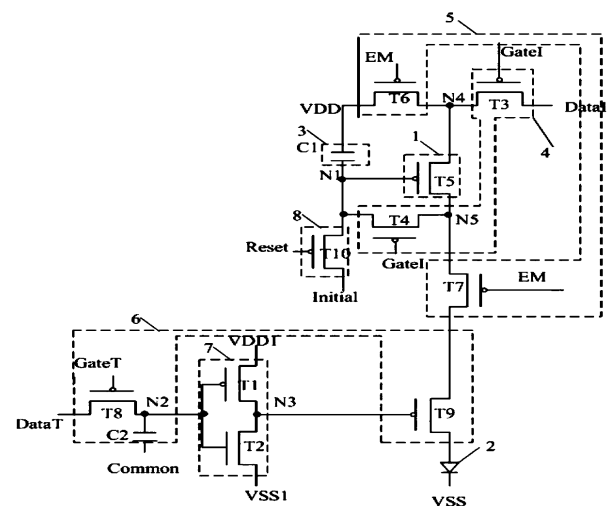 5
EM
GateI
T6
N4
T3
DataI
VDD
3
C1
1
4
N1
T5
8
T4
N5
Reset
T10
GateI
T7
EM
Initial
6
VDD1
7
GateT
T1
N2
N3
T8
T9
DataT
C2
T2
2
Common
VSS1
VSS